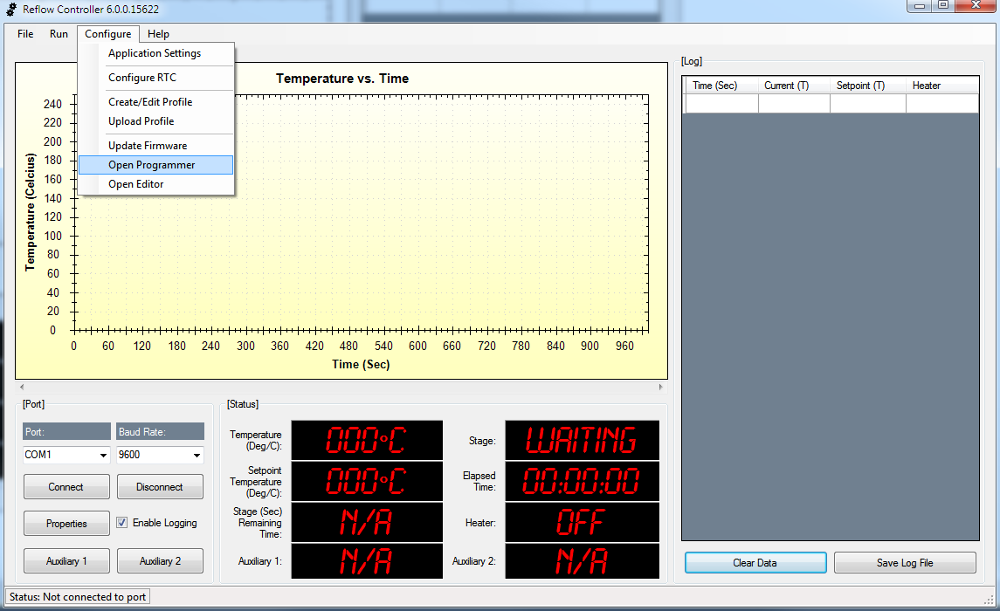 Reflow Controller 6.0.0.15622
File Run Configure Help
Application Settings
Configure RTC
Create/Edit Profile
Upload Profile
Update Firmware
Open Programmer
Open Editor
Temperature vs. Time
Temperature (Celcius)
240
220
200
180
160
140
120
100
80
60
40
20
0
0 60 120 180 240 300 360 420 480 540 600 660 720 780 840 900 960
Time (Sec)
[Log]
Time (Sec) Current (T) Setpoint (T) Heater
[Port]
Port: Baud Rate:
COM1 9600
Connect Disconnect
Properties Enable Logging
Auxiliary 1 Auxiliary 2
[Status]
Temperature
(Deg/C):
000°C
Stage:
WAITING
Setpoint
Temperature
(Deg/C):
000°C
Elapsed
Time:
00:00:00
Stage (Sec)
Remaining
Time:
N/A
Heater:
OFF
Auxiliary 1:
N/A
Auxiliary 2:
N/A
Clear Data Save Log File
Status: Not connected to port